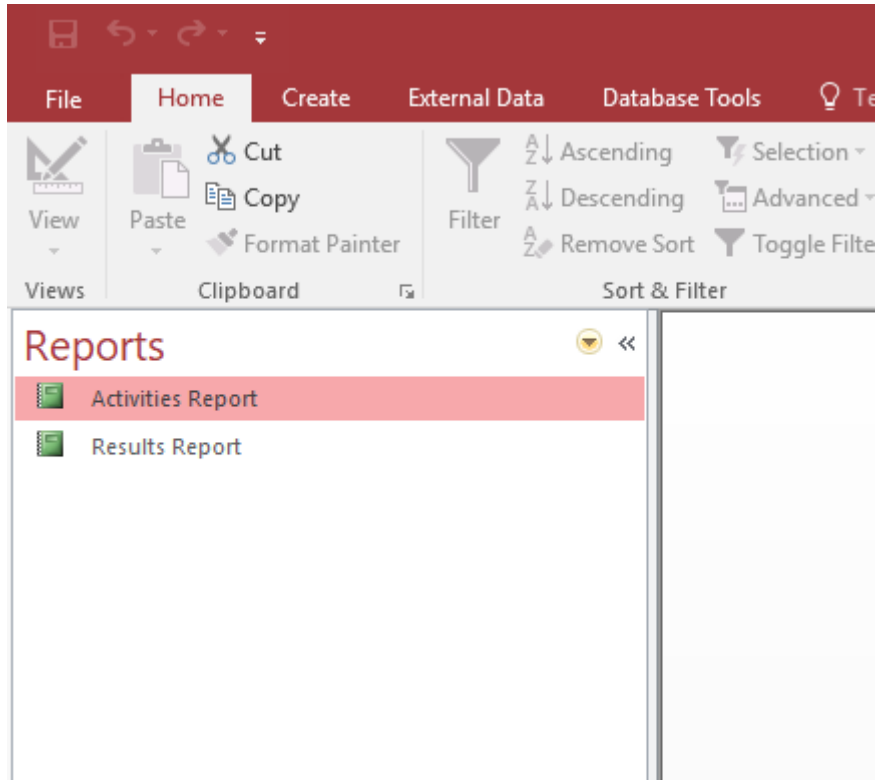 File Home Create External Data Database Tools
View
Paste
Cut
Copy
Format Painter
Filter
Ascending
Descending
Remove Sort
Selection
Advanced
Toggle
Views Clipboard Sort & Filter
Reports
Activities Report
Results Report